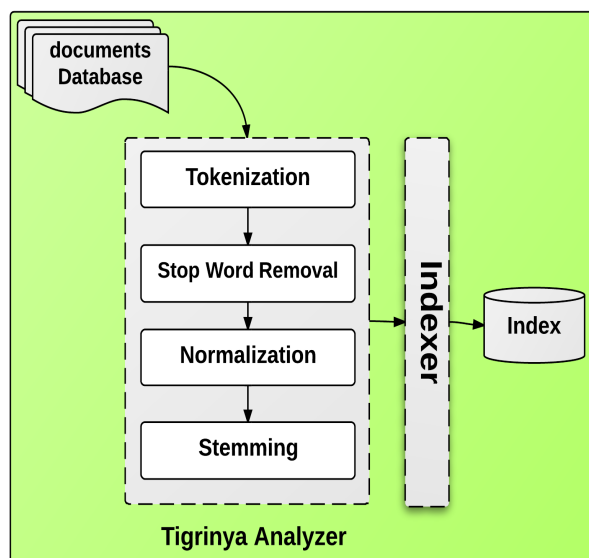 documents
Database
Tokenization
Stop Word Removal
Normalization
Stemming
Tigrinya Analyzer
Indexer
Index